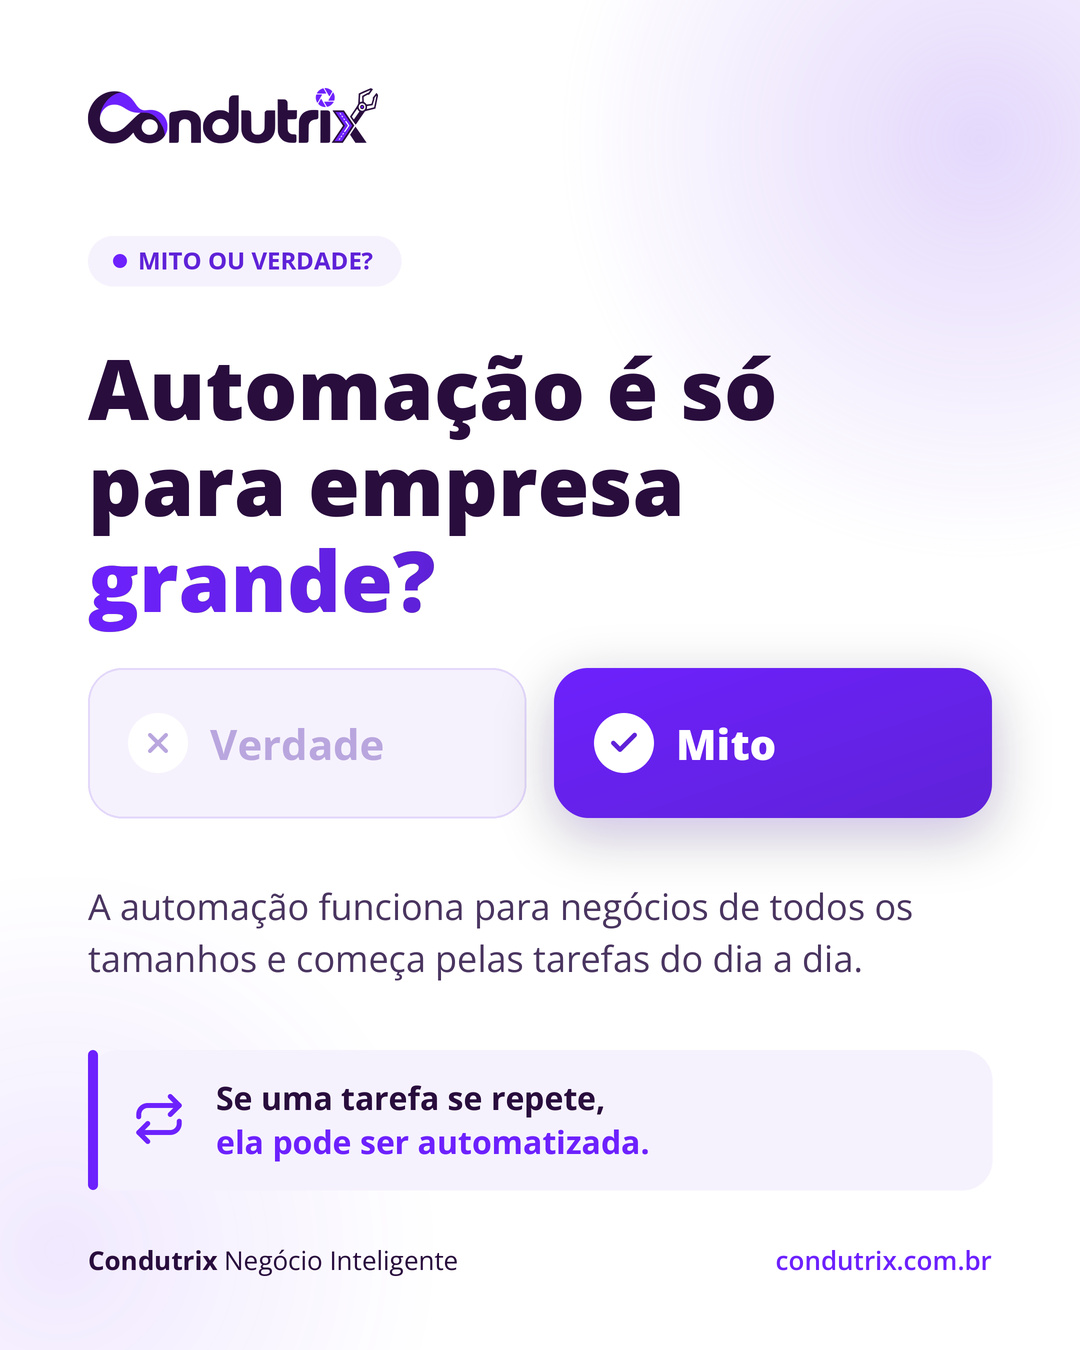 Condutrix
MITO OU VERDADE?
Automação é só
para empresa
grande?
Verdade
Mito
A automação funciona para negócios de todos os
tamanhos e começa pelas tarefas do dia a dia.
Se uma tarefa se repete,
ela pode ser automatizada.
Condutrix Negócio Inteligente
condutrix.com.br